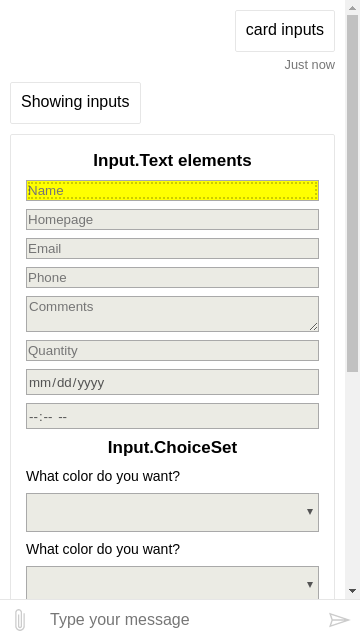 card inputs
Just now
Showing inputs
Input.Text elements
Name
Homepage
Email
Phone
Comments
Quantity
mm/dd/yyyy
--:-- --
Input.ChoiceSet
What color do you want?
What color do you want?
Type your message